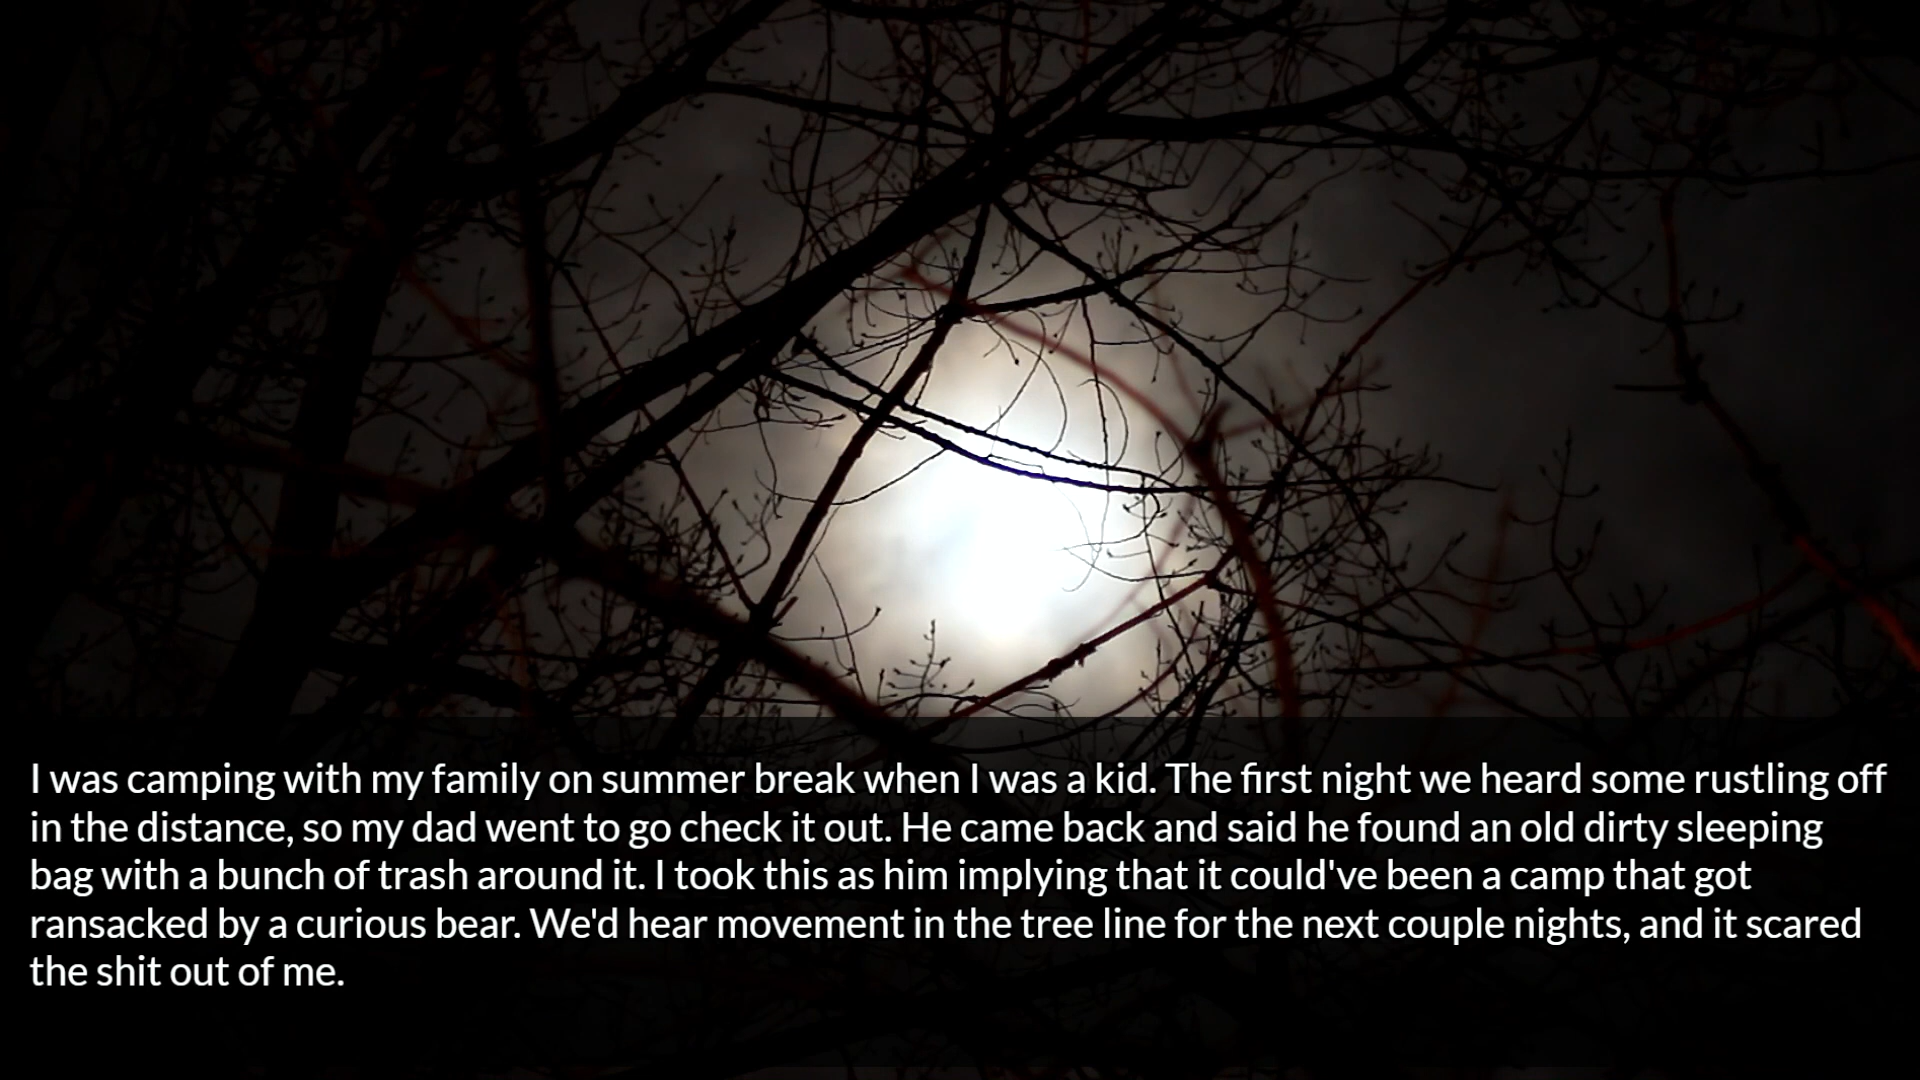 I was camping with my family on summer break when I was a kid. The first night we heard some rustling off
in the distance, so my dad went to go check it out. He came back and said he found an old dirty sleeping
bag with a bunch of trash around it. I took this as him implying that it could've been a camp that got
ransacked by a curious bear. We'd hear movement in the tree line for the next couple nights, and it scared
the shit out of me.